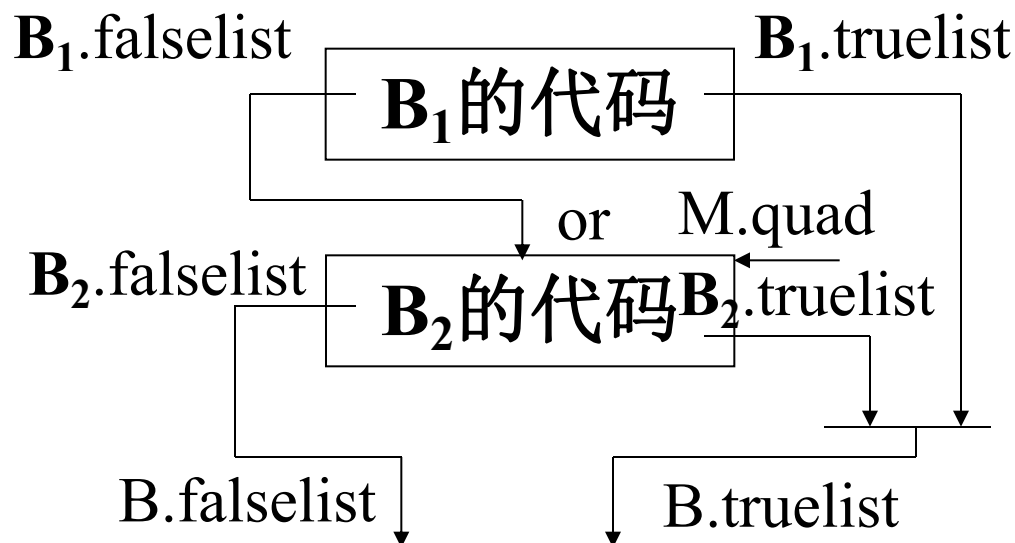 B₁.falselist
B₁.truelist
B₁的代码
or
M.quad
B₂.falselist
B₂的代码
B₂.truelist
B.falselist
B.truelist